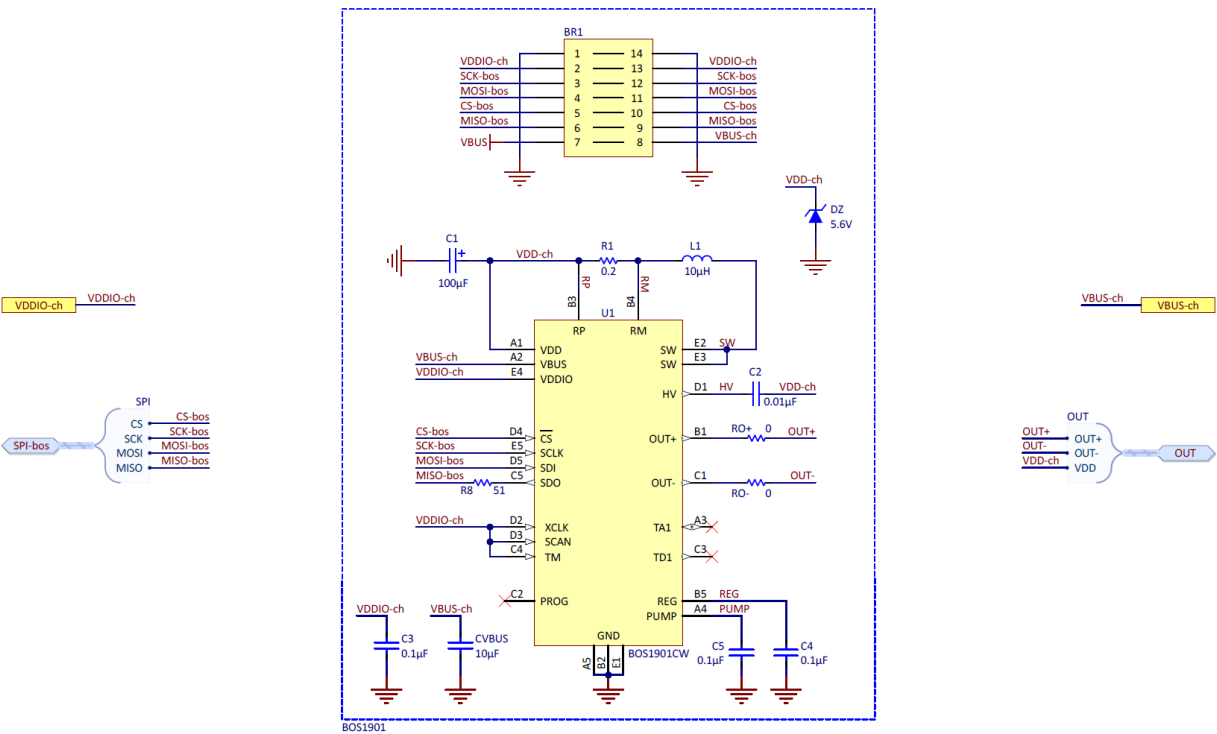 BR1
1 14
VDDIO-ch 2 13 VDDIO-ch
SCK-bos 3 12 SCK-bos
MOSI-bos 4 11 MOSI-bos
CS-bos 5 10 CS-bos
MISO-bos 6 9 MISO-bos
VBUS 7 8 VBUS-ch
VDD-ch
DZ
5.6V
C1
+
100µF
VDD-ch
R1
0.2
L1
10µH
RP
RM
B3
B4
VDDIO-ch VDDIO-ch
VBUS-ch VBUS-ch
U1
RP RM
A1 VDD
VBUS-ch A2 VBUS
VDDIO-ch E4 VDDIO
SW E2 SW
SW E3
HV D1 HV
C2
0.01µF
VDD-ch
CS-bos D4 CS
SCK-bos E5 SCLK
MOSI-bos D5 SDI
MISO-bos C5 SDO
R8 51
OUT+ B1 RO+ 0 OUT+
OUT- C1 OUT-
RO- 0
VDDIO-ch D2 XCLK
D3 SCAN
C4 TM
TA1 A3
TD1 C3
C2 PROG
REG B5 REG
PUMP A4 PUMP
GND
BOS1901CW
A5
B2
E1
VDDIO-ch
C3
0.1µF
VBUS-ch
CVBUS
10µF
C5
0.1µF
C4
0.1µF
BOS1901
SPI
CS CS-bos
SCK SCK-bos
MOSI MOSI-bos
MISO MISO-bos
SPI-bos
OUT
OUT+ OUT+
OUT- OUT-
VDD-ch VDD
OUT